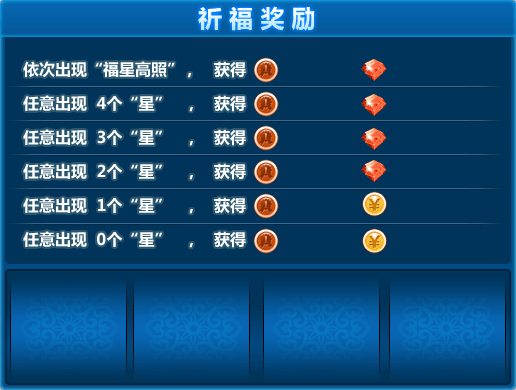 祈福奖励
依次出现“福星高照”， 获得
任意出现 4个“星” ， 获得
任意出现 3个“星” ， 获得
任意出现 2个“星” ， 获得
任意出现 1个“星” ， 获得
任意出现 0个“星” ， 获得